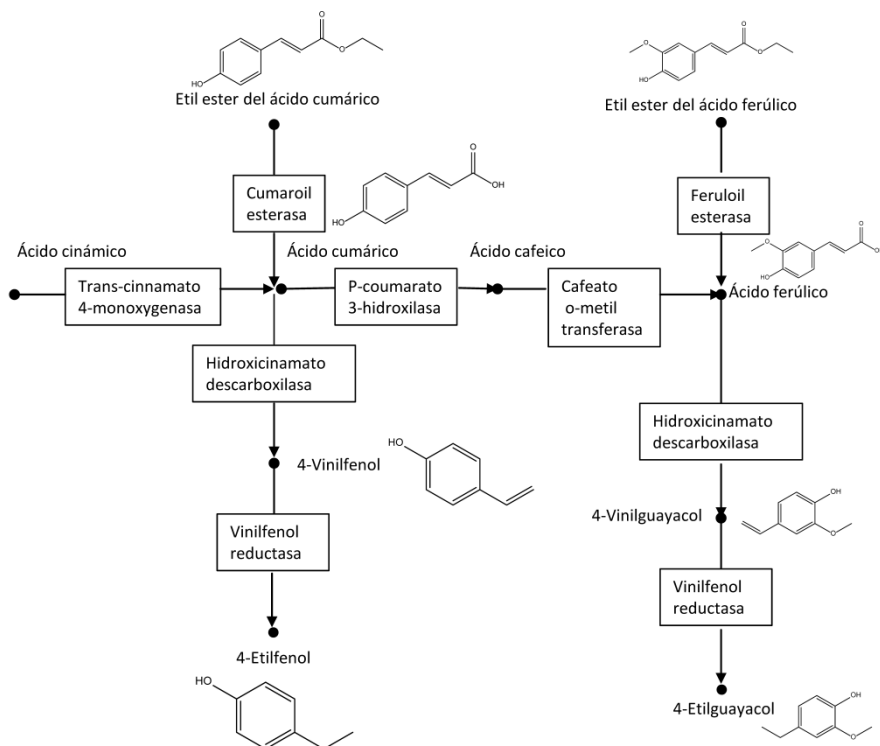 O
O
HO
Etil ester del ácido cumárico
O
O
O
HO
Etil ester del ácido ferúlico
Cumaroil
esterasa
O
OH
HO
Feruloil
esterasa
O
O
HO
Ácido cinámico
Ácido cumárico
Ácido cafeico
Trans-cinnamato
4-monoxygenasa
P-coumarato
3-hidroxilasa
Cafeato
o-metil
transferasa
Ácido ferúlico
Hidroxicinamato
descarboxilasa
Hidroxicinamato
descarboxilasa
4-Vinilfenol
HO
4-Vinilguayacol
OH
O
Vinilfenol
reductasa
Vinilfenol
reductasa
4-Etilfenol
HO
4-Etilguayacol
OH
O